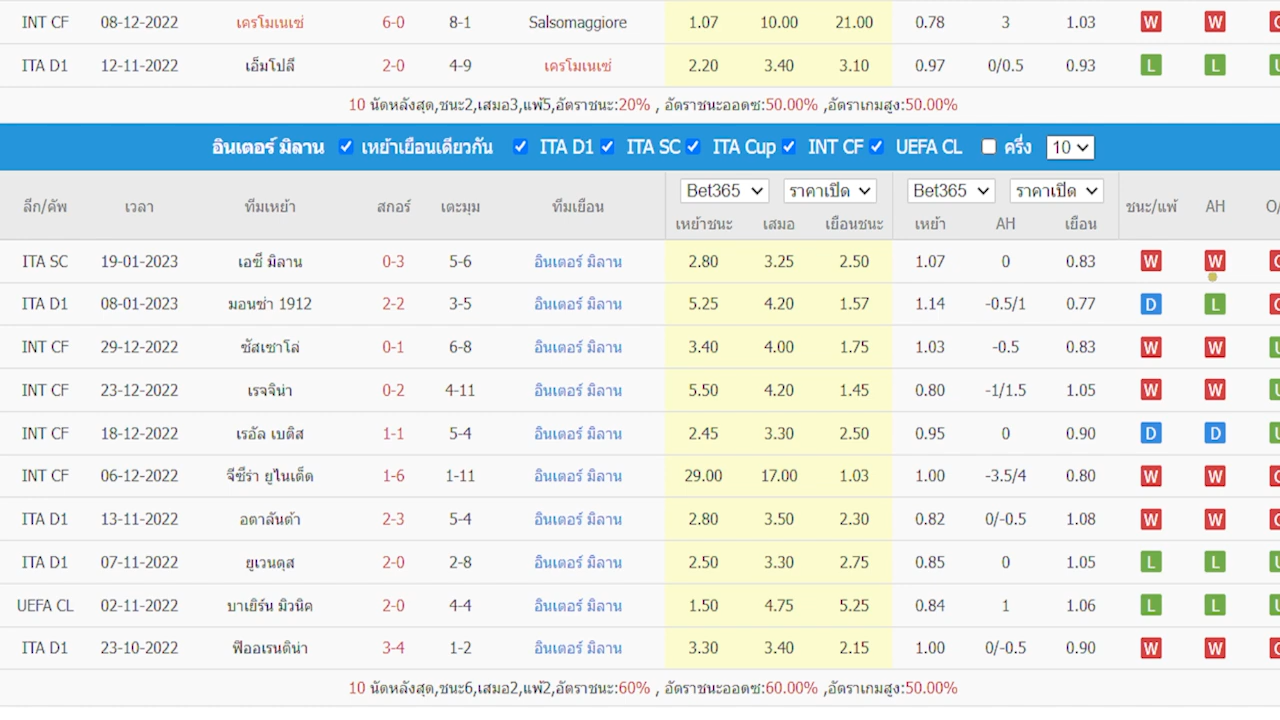 INT CF 08-12-2022 เครโมเนเซ่ 6-0 8-1 Salsomaggiore 1.07 10.00 21.00 0.78 3 1.03 W W
ITA D1 12-11-2022 เอ็มโปลี 2-0 4-9 เครโมเนเซ่ 2.20 3.40 3.10 0.97 0/0.5 0.93 L L
10 นัดหลังสุด,ชนะ2,เสมอ3,แพ้5,อัตราชนะ:20% , อัตราชนะออดซ:50.00% ,อัตราเกมสูง:50.00%
อินเตอร์ มิลาน เหย้าเยือนเดียวกัน ITA D1 ITA SC ITA Cup INT CF UEFA CL ครึ่ง 10
Bet365 ราคาเปิด Bet365 ราคาเปิด
ลีก/คัพ เวลา ทีมเหย้า สกอร์ เตะมุม ทีมเยือน ชนะ/แพ้ AH O/
เหย้าชนะ เสมอ เยือนชนะ เหย้า AH เยือน
ITA SC 19-01-2023 เอซี มิลาน 0-3 5-6 อินเตอร์ มิลาน 2.80 3.25 2.50 1.07 0 0.83 W W
ITA D1 08-01-2023 มอนซ่า 1912 2-2 3-5 อินเตอร์ มิลาน 5.25 4.20 1.57 1.14 -0.5/1 0.77 D L
INT CF 29-12-2022 ซัสเซาโล่ 0-1 6-8 อินเตอร์ มิลาน 3.40 4.00 1.75 1.03 -0.5 0.83 W W
INT CF 23-12-2022 เรจจิน่า 0-2 4-11 อินเตอร์ มิลาน 5.50 4.20 1.45 0.80 -1/1.5 1.05 W W
INT CF 18-12-2022 เรอัล เบติส 1-1 5-4 อินเตอร์ มิลาน 2.45 3.30 2.50 0.95 0 0.90 D D
INT CF 06-12-2022 จีซีร่า ยูไนเต็ด 1-6 1-11 อินเตอร์ มิลาน 29.00 17.00 1.03 1.00 -3.5/4 0.80 W W
ITA D1 13-11-2022 อตาลันต้า 2-3 5-4 อินเตอร์ มิลาน 2.80 3.50 2.30 0.82 0/-0.5 1.08 W W
ITA D1 07-11-2022 ยูเวนตุส 2-0 2-8 อินเตอร์ มิลาน 2.50 3.30 2.75 0.85 0 1.05 L L
UEFA CL 02-11-2022 บาเยิร์น มิวนิค 2-0 4-4 อินเตอร์ มิลาน 1.50 4.75 5.25 0.84 1 1.06 L L
ITA D1 23-10-2022 ฟิออเรนติน่า 3-4 1-2 อินเตอร์ มิลาน 3.30 3.40 2.15 1.00 0/-0.5 0.90 W W
10 นัดหลังสุด,ชนะ6,เสมอ2,แพ้2,อัตราชนะ:60% , อัตราชนะออดซ:60.00% ,อัตราเกมสูง:50.00%